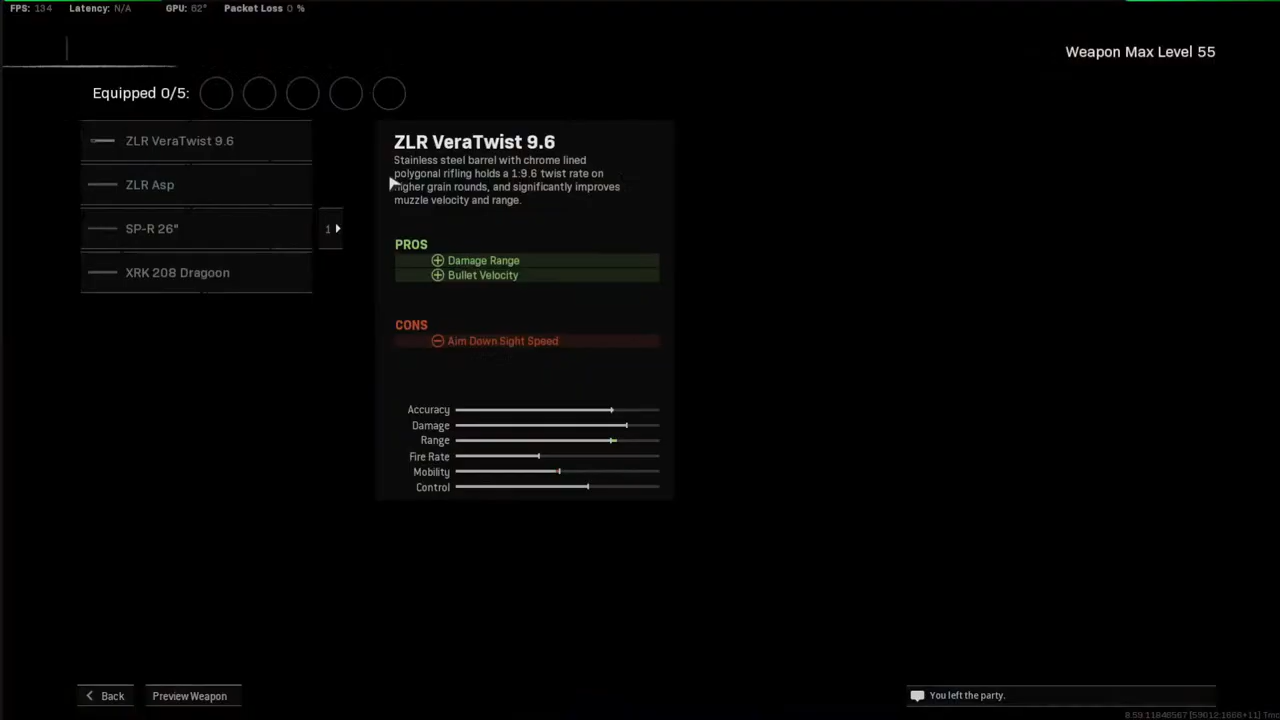 FPS: 134 Latency: N/A GPU: 62° Packet Loss 0 %
Weapon Max Level 55
Equipped 0/5:
ZLR VeraTwist 9.6
ZLR Asp
SP-R 26"
1
XRK 208 Dragoon
ZLR VeraTwist 9.6
Stainless steel barrel with chrome lined
polygonal rifling holds a 1:9.6 twist rate on
higher grain rounds, and significantly improves
muzzle velocity and range.
PROS
Damage Range
Bullet Velocity
CONS
Aim Down Sight Speed
Accuracy
Damage
Range
Fire Rate
Mobility
Control
Back
Preview Weapon
You left the party.